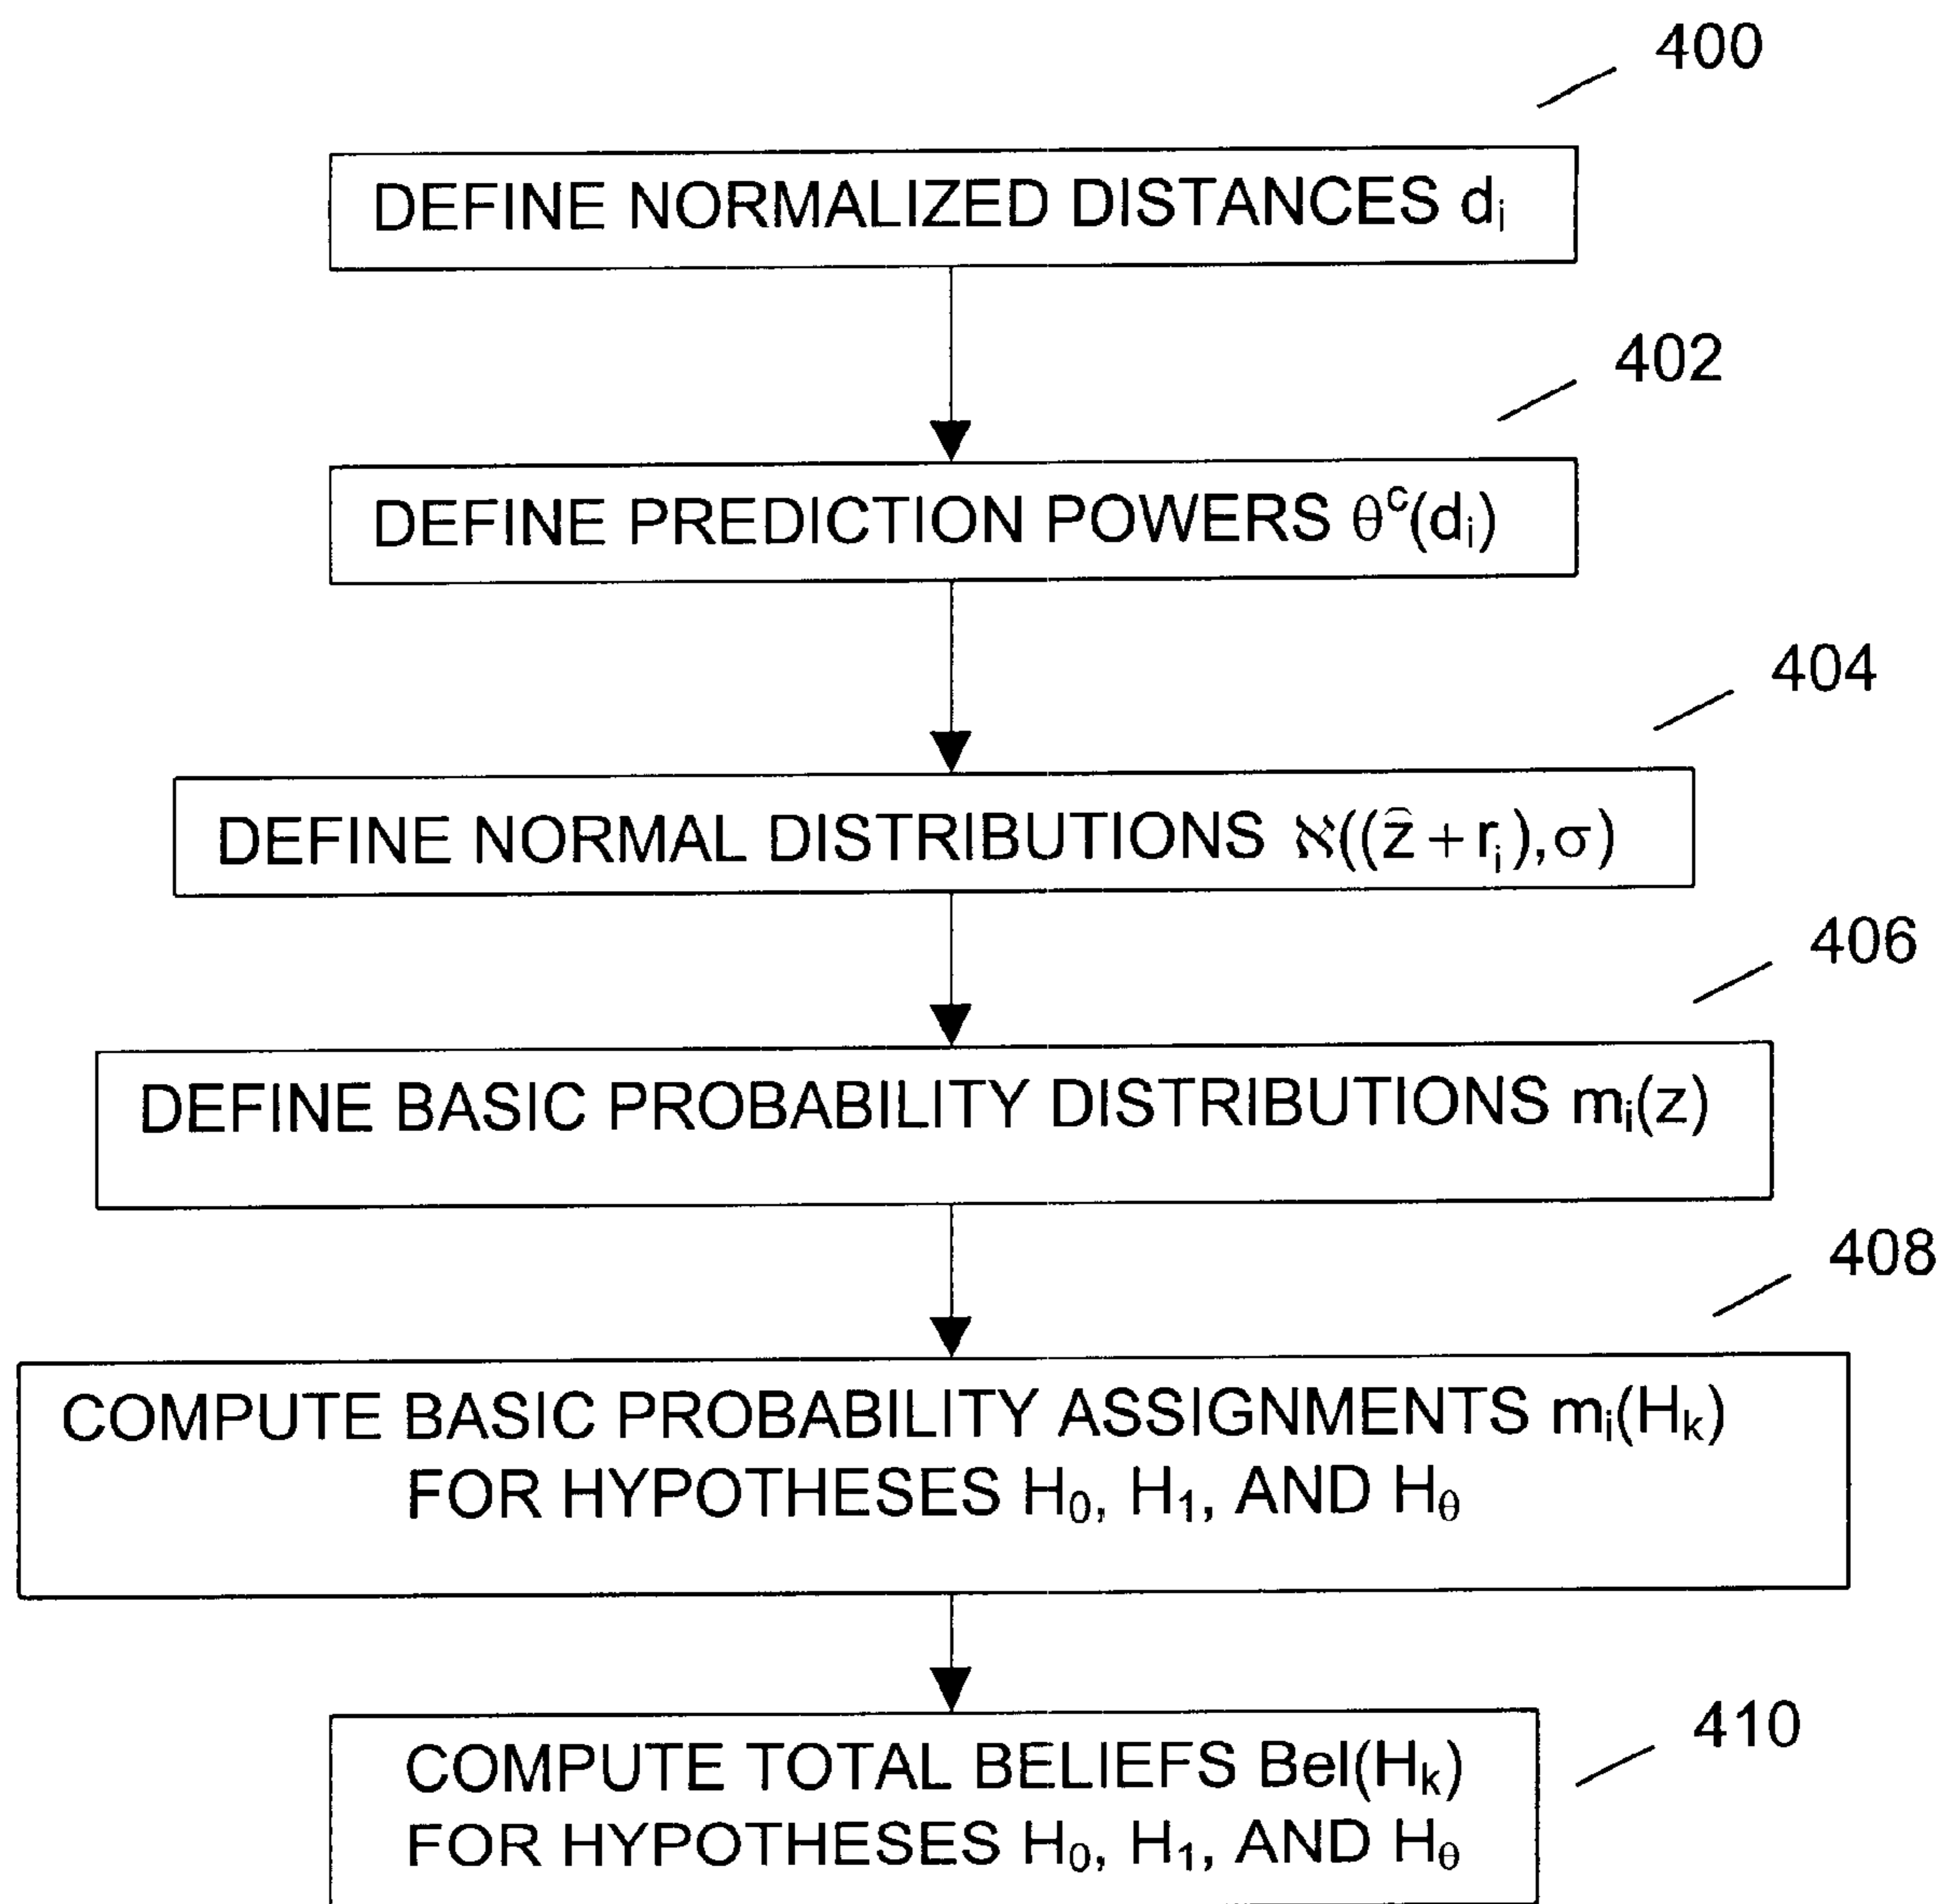 400
DEFINE NORMALIZED DISTANCES dᵢ
402
DEFINE PREDICTION POWERS θᶜ(dᵢ)
404
DEFINE NORMAL DISTRIBUTIONS ℵ((ẑ+rᵢ),σ)
406
DEFINE BASIC PROBABILITY DISTRIBUTIONS mᵢ(z)
408
COMPUTE BASIC PROBABILITY ASSIGNMENTS mᵢ(Hₖ)
FOR HYPOTHESES H₀, H₁, AND H_θ
410
COMPUTE TOTAL BELIEFS Bel(Hₖ)
FOR HYPOTHESES H₀, H₁, AND H_θ